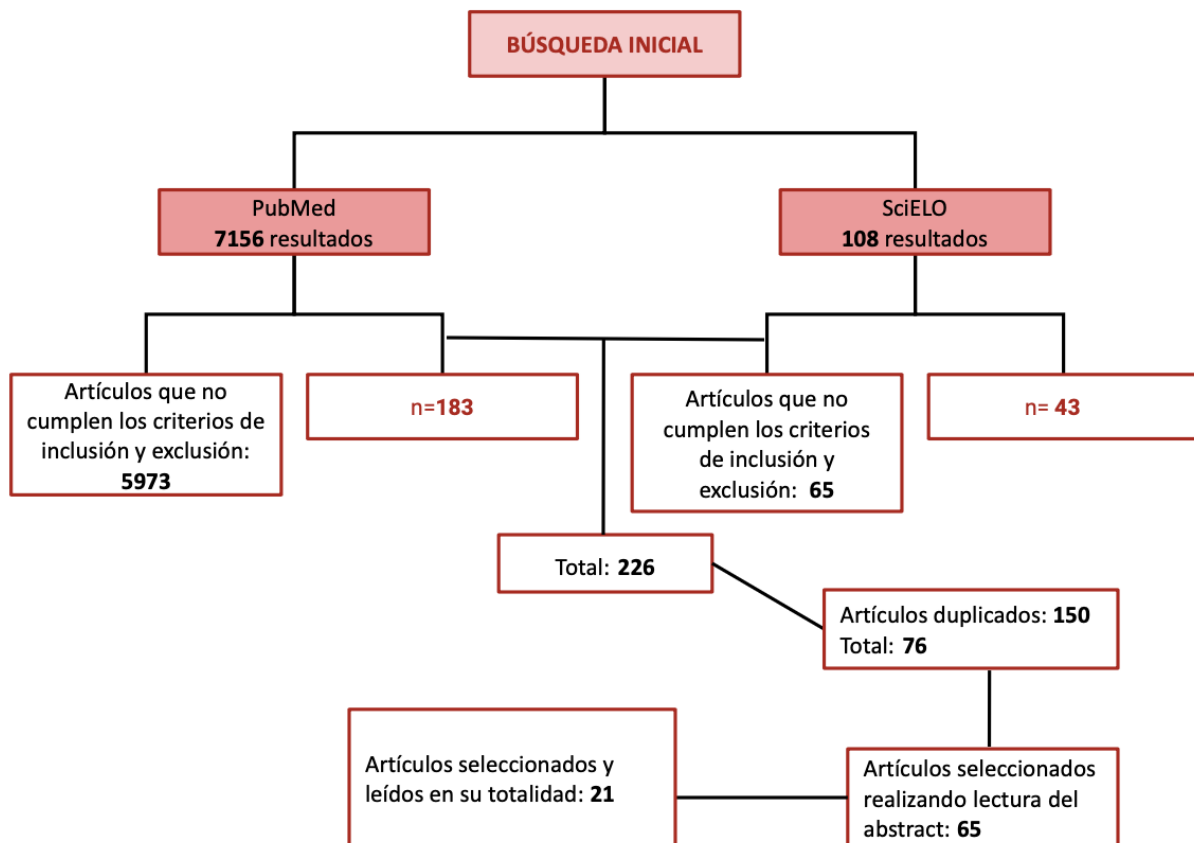 BÚSQUEDA INICIAL
PubMed
7156 resultados
SciELO
108 resultados
Artículos que no
cumplen los criterios de
inclusión y exclusión:
5973
n=183
Artículos que no
cumplen los criterios
de inclusión y
exclusión: 65
n= 43
Total: 226
Artículos duplicados: 150
Total: 76
Artículos seleccionados y
leídos en su totalidad: 21
Artículos seleccionados
realizando lectura del
abstract: 65